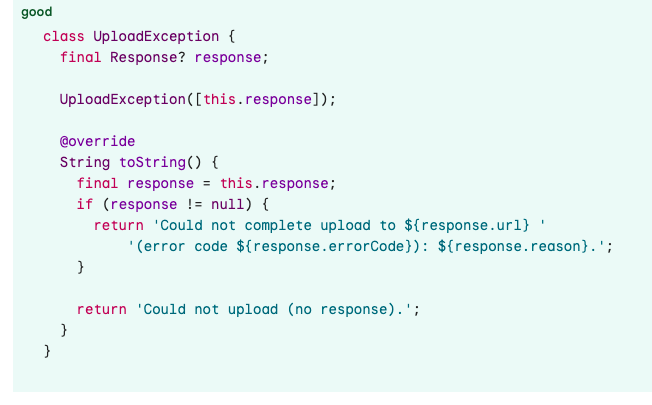 good
class UploadException {
  final Response? response;

  UploadException([this.response]);

  @override
  String toString() {
    final response = this.response;
    if (response != null) {
      return 'Could not complete upload to ${response.url} '
          '(error code ${response.errorCode}): ${response.reason}.';
    }

    return 'Could not upload (no response).';
  }
}